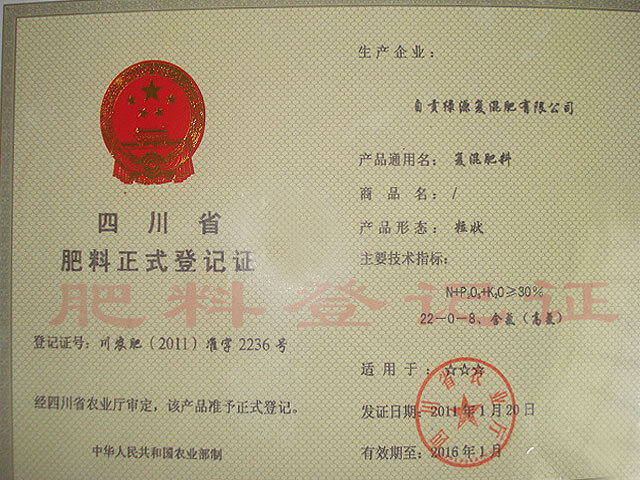 四川省
肥料正式登记证
肥料登记证
登记证号：川农肥（2011）准字2236号
经四川省农业厅审定，该产品准予正式登记。
中华人民共和国农业部制
生产企业：
自贡绿源复混肥有限公司
产品通用名：复混肥料
商品名：/
产品形态：粒状
主要技术指标：
N+P₂O₅+K₂O≥30%
22-0-8、含氯（高氯）
适用于：☆☆☆
发证日期：2011年1月20日
有效期至：2016年1月
四川省农业厅